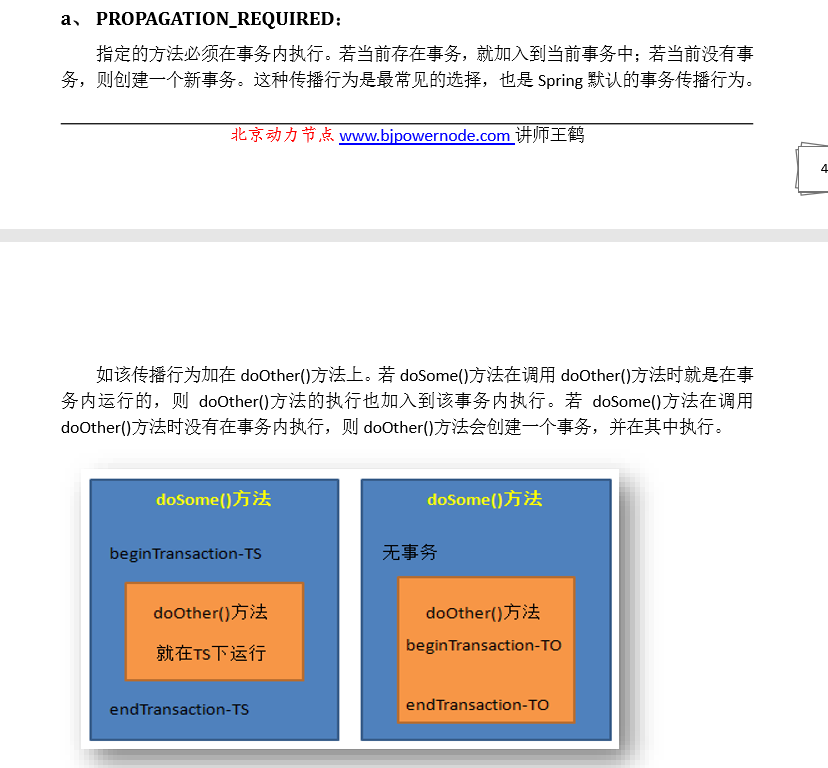 a、 PROPAGATION_REQUIRED：
指定的方法必须在事务内执行。若当前存在事务，就加入到当前事务中；若当前没有事
务，则创建一个新事务。这种传播行为是最常见的选择，也是 Spring 默认的事务传播行为。
北京动力节点 www.bjpowernode.com 讲师王鹤
4
如该传播行为加在 doOther()方法上。若 doSome()方法在调用 doOther()方法时就是在事
务内运行的，则 doOther()方法的执行也加入到该事务内执行。若 doSome()方法在调用
doOther()方法时没有在事务内执行，则 doOther()方法会创建一个事务，并在其中执行。
doSome()方法
beginTransaction-TS
doOther()方法
就在TS下运行
endTransaction-TS
doSome()方法
无事务
doOther()方法
beginTransaction-TO
endTransaction-TO